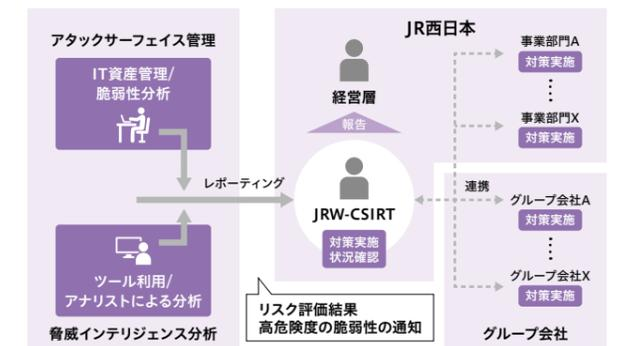 アタックサーフェイス管理
IT資産管理/
脆弱性分析
ツール利用/
アナリストによる分析
脅威インテリジェンス分析
レポーティング
JR西日本
経営層
報告
JRW-CSIRT
対策実施
状況確認
リスク評価結果
高危険度の脆弱性の通知
連携
事業部門A
対策実施
事業部門X
対策実施
グループ会社A
対策実施
グループ会社X
対策実施
グループ会社